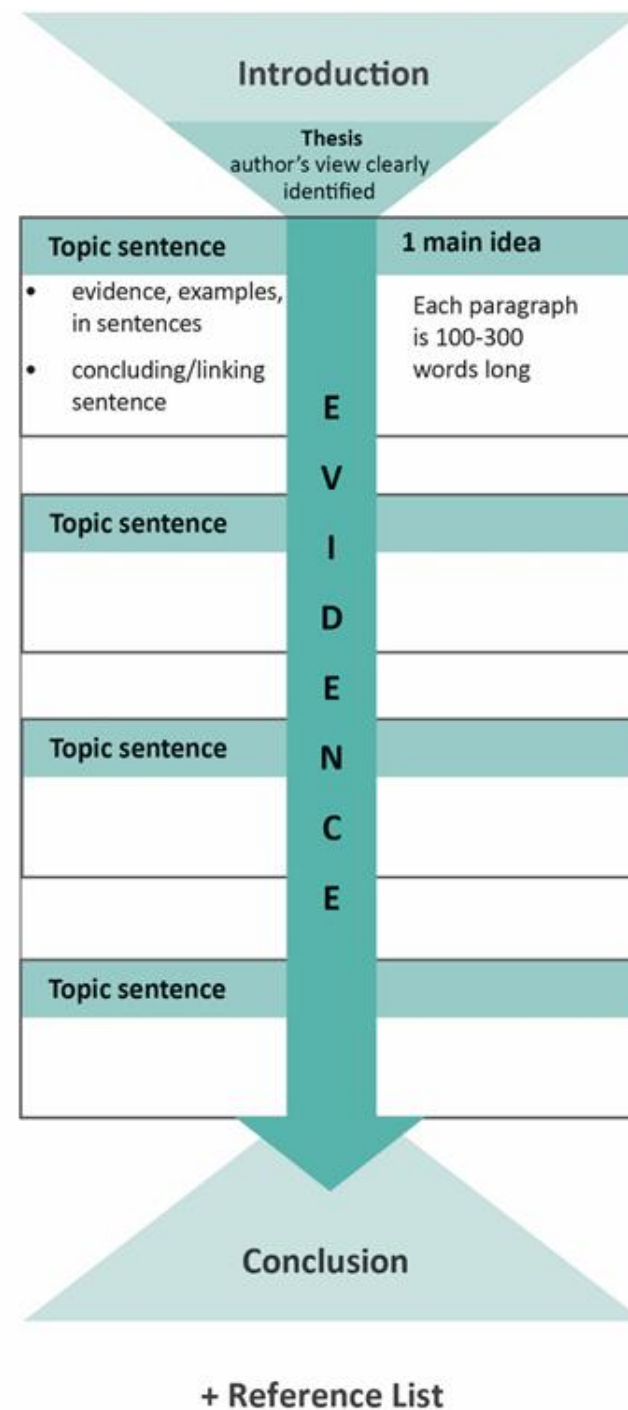 Introduction
Thesis
author's view clearly
identified
Topic sentence
• evidence, examples,
in sentences
• concluding/linking
sentence
1 main idea
Each paragraph
is 100-300
words long
E
V
I
D
E
N
C
E
Topic sentence
Topic sentence
Topic sentence
Conclusion
+ Reference List